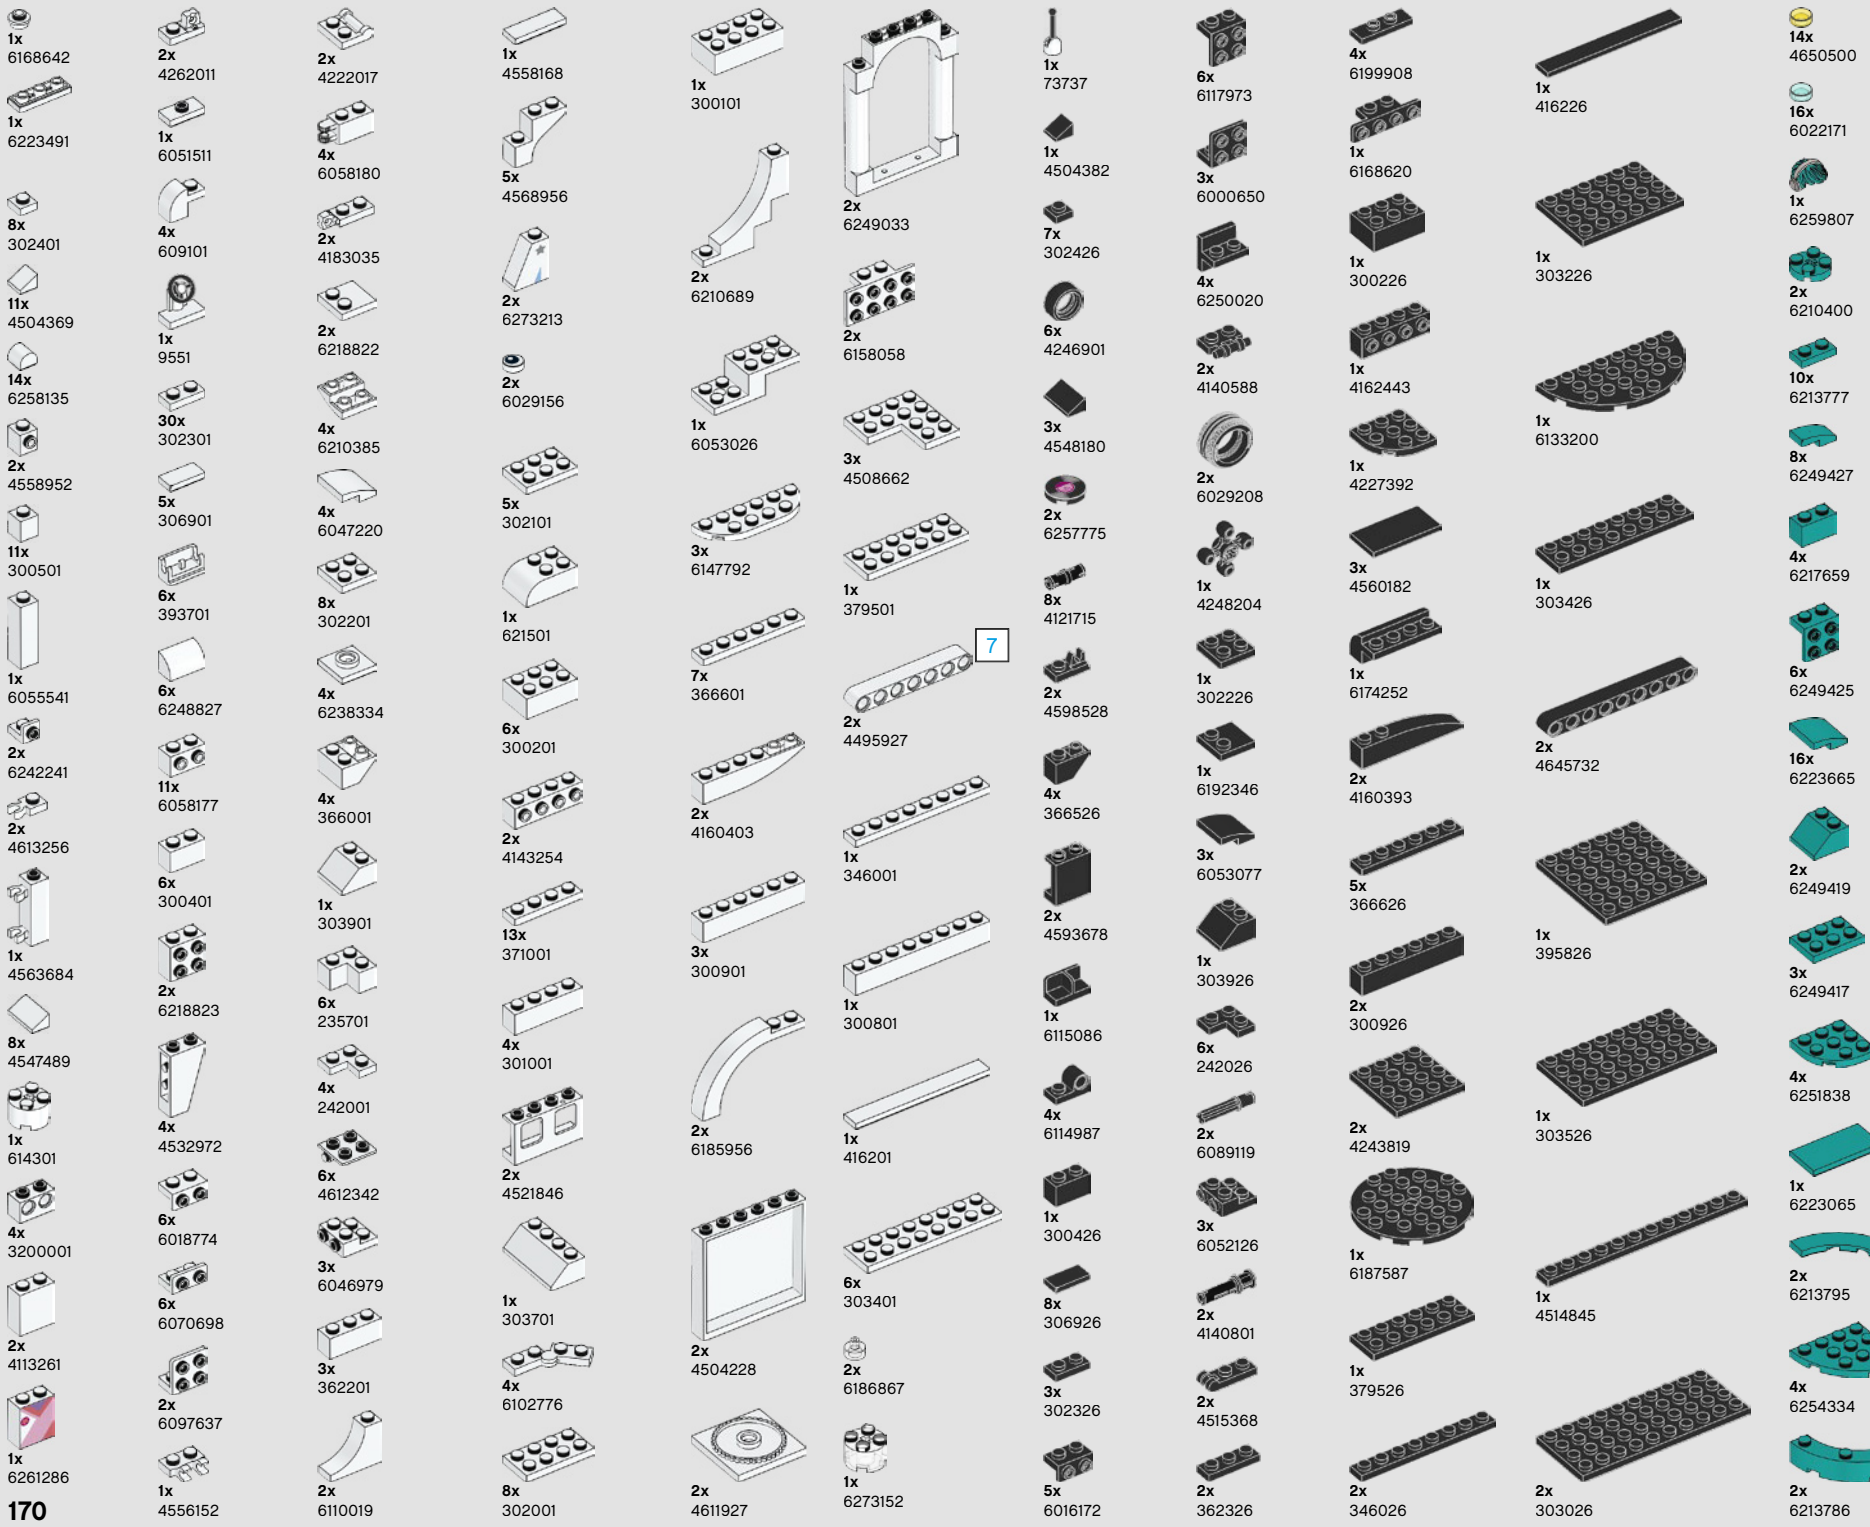 1x
6168642
1x
6223491
8x
302401
11x
4504369
14x
6258135
2x
4558952
11x
300501
1x
6055541
2x
6242241
2x
4613256
1x
4563684
8x
4547489
1x
614301
4x
3200001
2x
4113261
1x
6261286
170
2x
4262011
1x
6051511
4x
609101
1x
9551
30x
302301
5x
306901
6x
393701
6x
6248827
11x
6058177
6x
300401
2x
6218823
4x
4532972
6x
6018774
6x
6070698
2x
6097637
1x
4556152
2x
4222017
4x
6058180
2x
4183035
2x
6218822
4x
6210385
4x
6047220
8x
302201
4x
6238334
4x
366001
1x
303901
6x
235701
4x
242001
6x
4612342
3x
6046979
3x
362201
2x
6110019
1x
4558168
5x
4568956
2x
6273213
2x
6029156
5x
302101
1x
621501
6x
300201
2x
4143254
13x
371001
4x
301001
2x
4521846
1x
303701
4x
6102776
8x
302001
1x
300101
2x
6210689
1x
6053026
3x
6147792
7x
366601
2x
4160403
3x
300901
2x
6185956
2x
4504228
2x
4611927
2x
6249033
2x
6158058
3x
4508662
1x
379501
7
2x
4495927
1x
346001
1x
300801
1x
416201
6x
303401
2x
6186867
1x
6273152
1x
73737
1x
4504382
7x
302426
6x
4246901
3x
4548180
2x
6257775
8x
4121715
2x
4598528
4x
366526
2x
4593678
1x
6115086
4x
6114987
1x
300426
8x
306926
3x
302326
5x
6016172
6x
6117973
3x
6000650
4x
6250020
2x
4140588
2x
6029208
1x
4248204
1x
302226
1x
6192346
3x
6053077
1x
303926
6x
242026
2x
6089119
3x
6052126
2x
4140801
2x
4515368
2x
362326
4x
6199908
1x
6168620
1x
300226
1x
4162443
1x
4227392
3x
4560182
1x
6174252
2x
4160393
5x
366626
2x
300926
2x
4243819
1x
6187587
1x
379526
2x
346026
1x
416226
1x
303226
1x
6133200
1x
303426
2x
4645732
1x
395826
1x
303526
1x
4514845
2x
303026
14x
4650500
16x
6022171
1x
6259807
2x
6210400
10x
6213777
8x
6249427
4x
6217659
6x
6249425
16x
6223665
2x
6249419
3x
6249417
4x
6251838
1x
6223065
2x
6213795
4x
6254334
2x
6213786